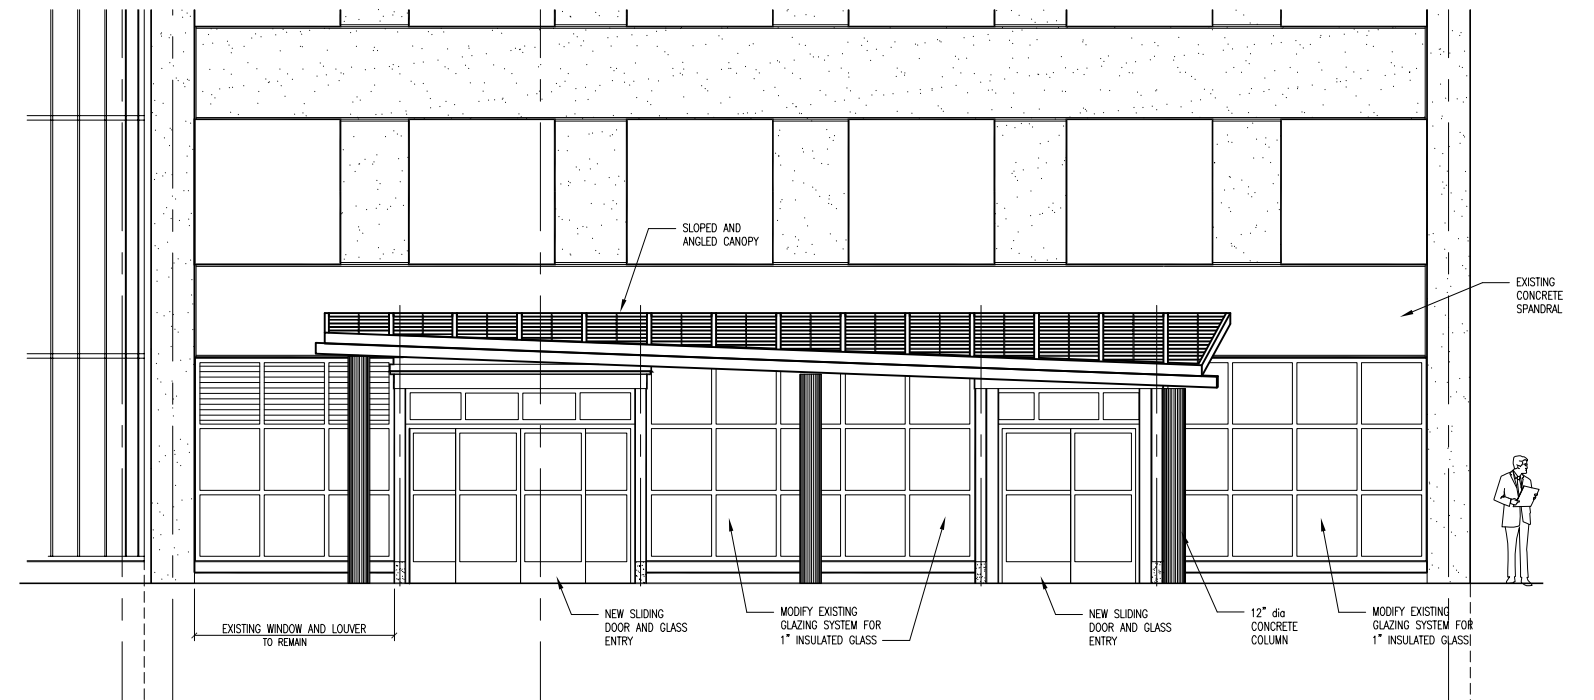 SLOPED AND
ANGLED CANOPY
EXISTING
CONCRETE
SPANDRAL
EXISTING WINDOW AND LOUVER
TO REMAIN
NEW SLIDING
DOOR AND GLASS
ENTRY
MODIFY EXISTING
GLAZING SYSTEM FOR
1" INSULATED GLASS
NEW SLIDING
DOOR AND GLASS
ENTRY
12" dia
CONCRETE
COLUMN
MODIFY EXISTING
GLAZING SYSTEM FOR
1" INSULATED GLASS